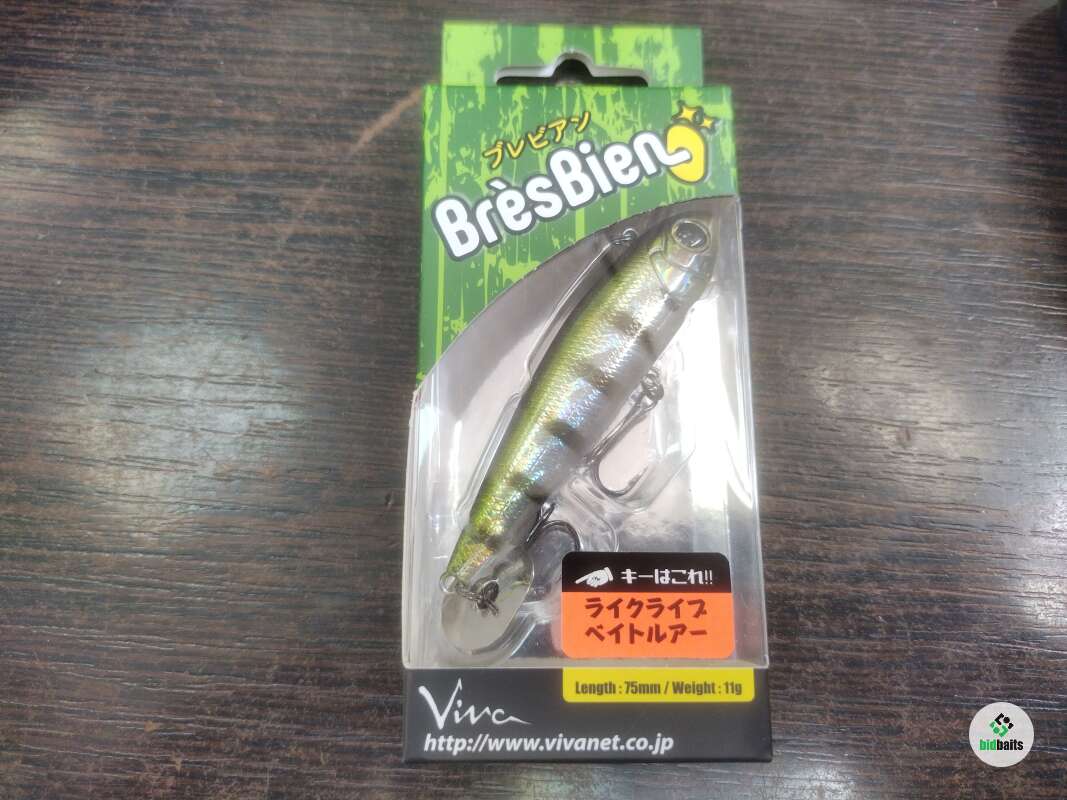 ブレビアン
BrèsBien
キーはこれ!!
ライクライブ
ベイトルアー
Length : 75mm / Weight : 11g
Viva
http://www.vivanet.co.jp
bidbaits